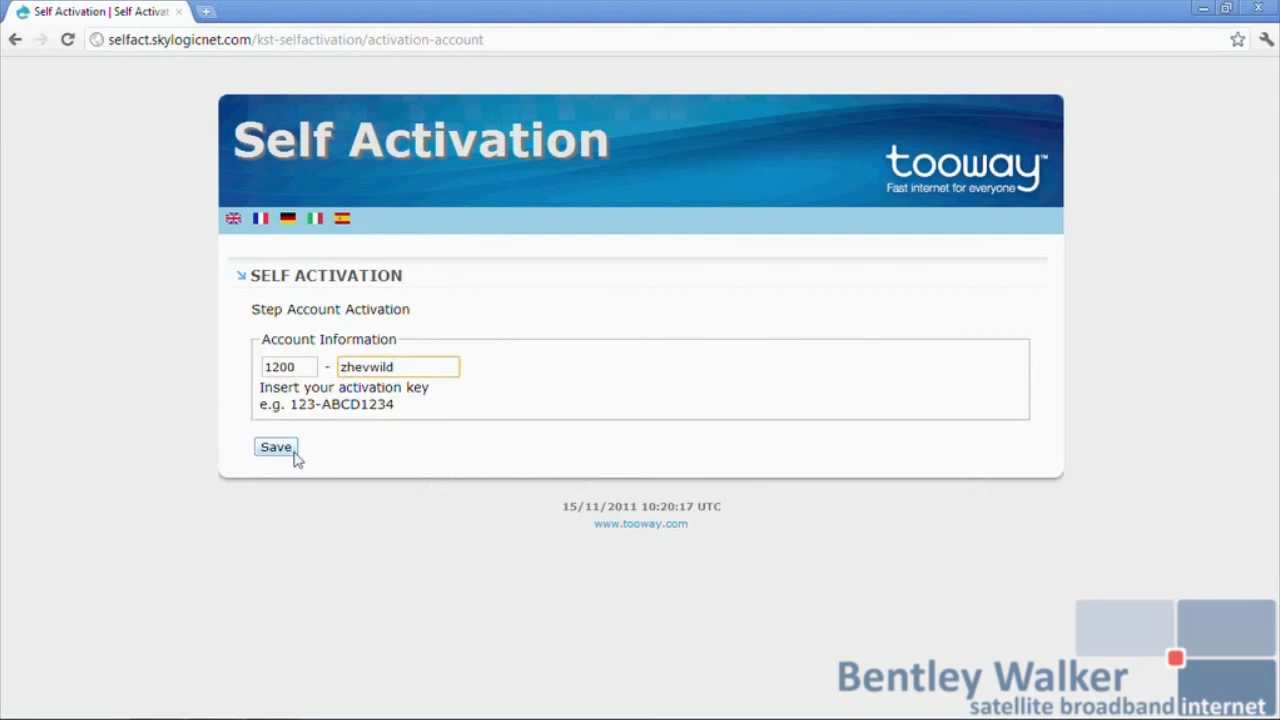 Self Activation | Self Activat
selfact.skylogicnet.com/kst-selfactivation/activation-account
Self Activation
tooway™
Fast internet for everyone
SELF ACTIVATION
Step Account Activation
Account Information
1200 - zhevwild
Insert your activation key
e.g. 123-ABCD1234
Save
15/11/2011 10:20:17 UTC
www.tooway.com
Bentley Walker
satellite broadband internet